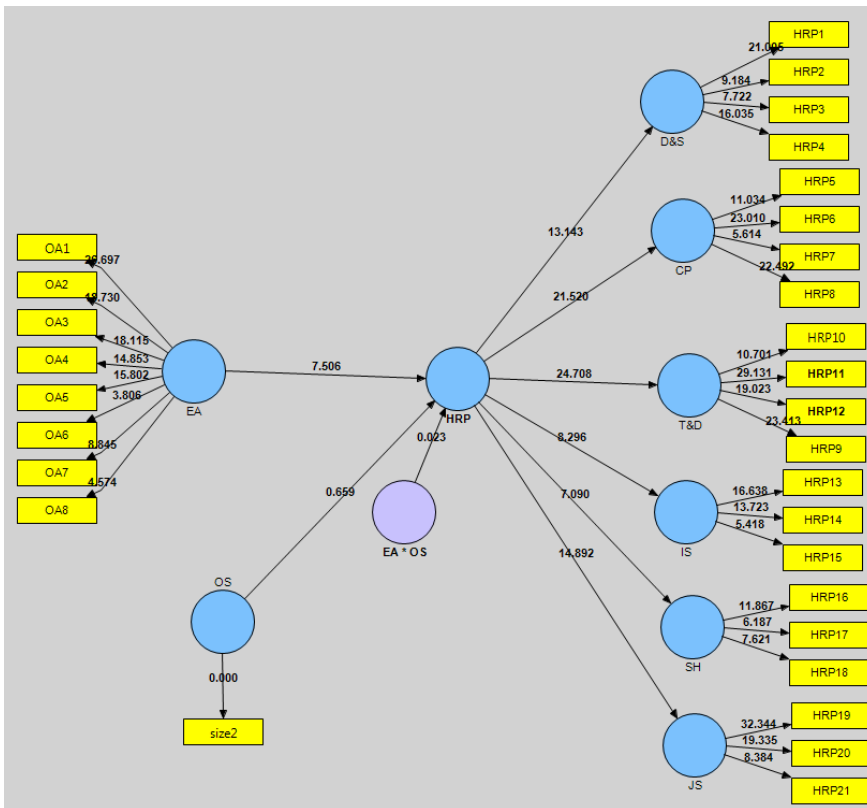 HRP1
21.005
HRP2
9.184
HRP3
7.722
HRP4
16.035
D&S
HRP5
11.034
HRP6
23.010
HRP7
5.614
HRP8
22.492
CP
13.143
21.520
OA1
OA2
18.730
OA3
18.115
OA4
14.853
OA5
15.802
OA6
3.806
OA7
8.845
OA8
4.574
EA
7.506
HRP
24.708
HRP10
10.701
HRP11
29.131
HRP12
19.023
HRP9
23.413
T&D
0.023
0.659
EA * OS
8.296
7.090
14.892
HRP13
16.638
HRP14
13.723
HRP15
5.418
IS
OS
0.000
size2
HRP16
11.867
HRP17
6.187
HRP18
7.621
SH
HRP19
32.344
HRP20
19.335
HRP21
8.384
JS